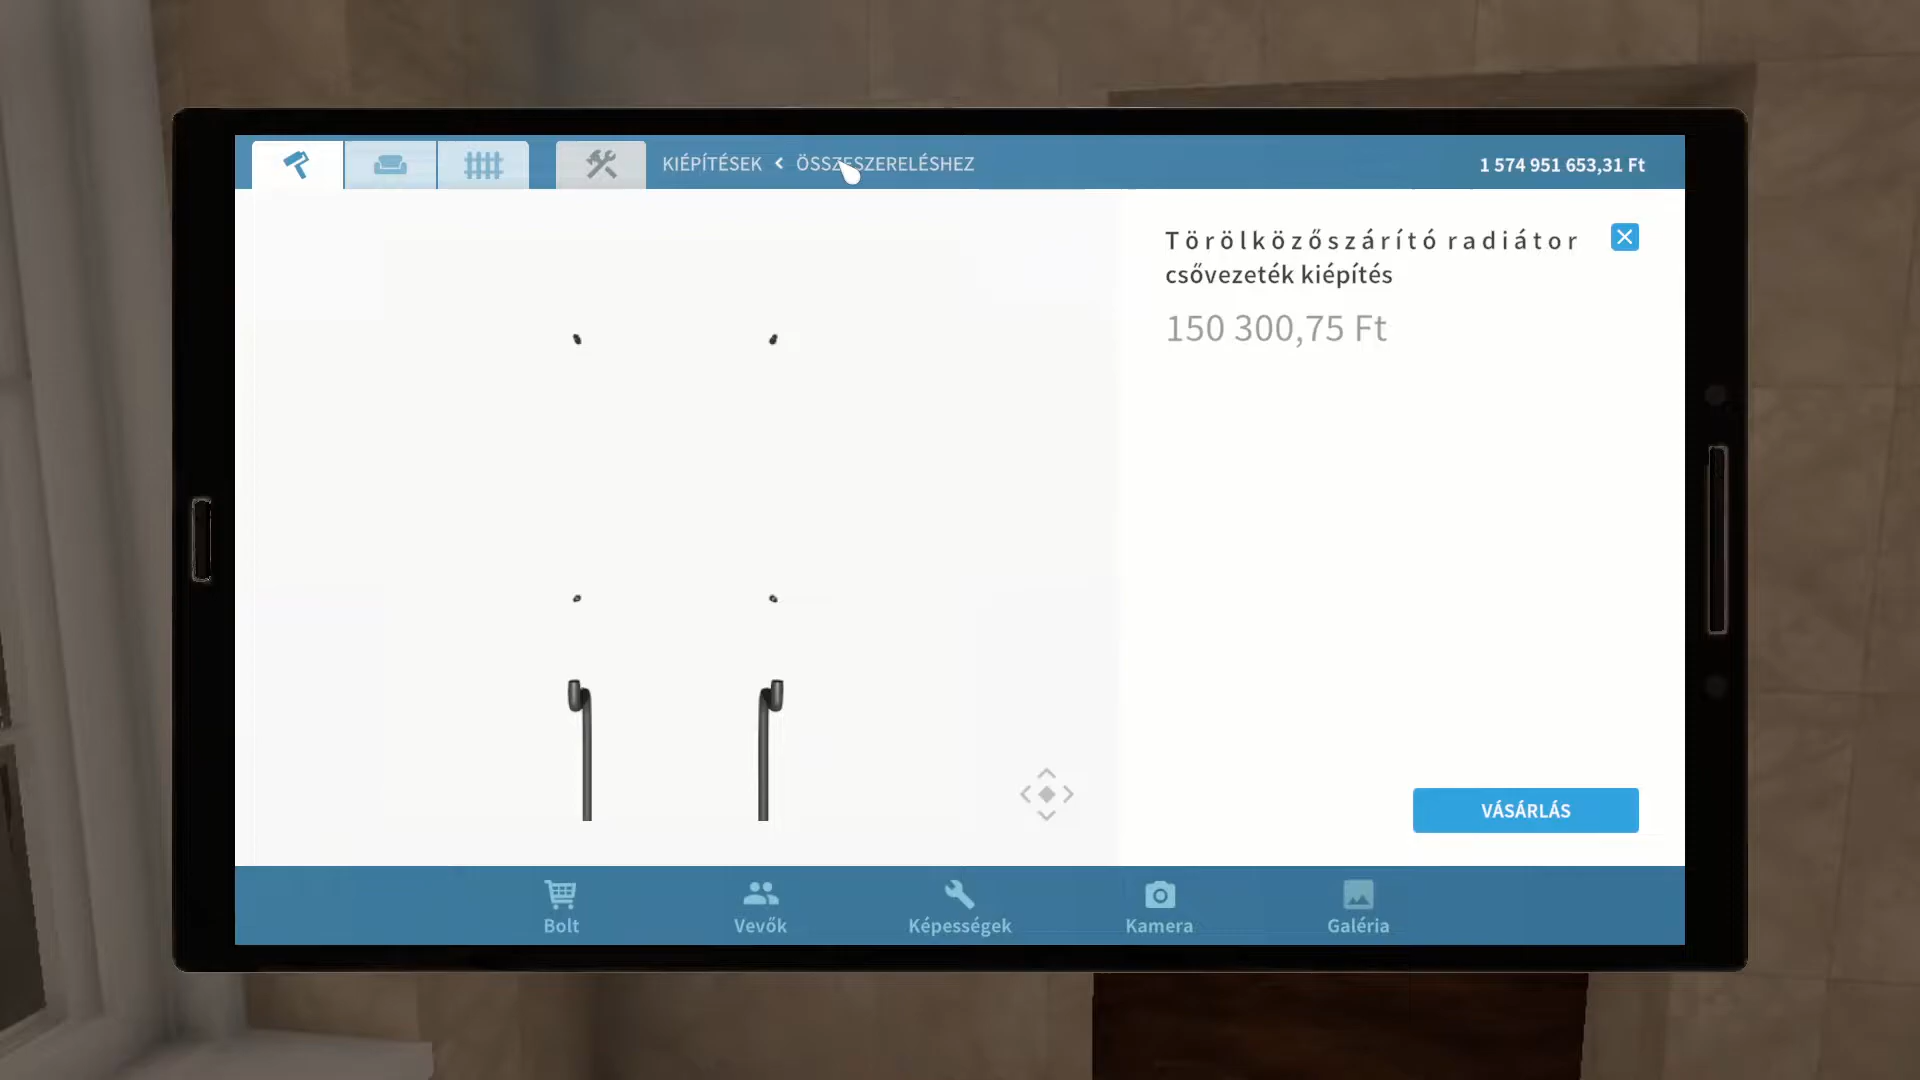 KIÉPÍTÉSEK < ÖSSZESZERELÉSHEZ
1 574 951 653,31 Ft
Törölközőszárító radiátor
csővezeték kiépítés
150 300,75 Ft
VÁSÁRLÁS
Bolt
Vevők
Képességek
Kamera
Galéria